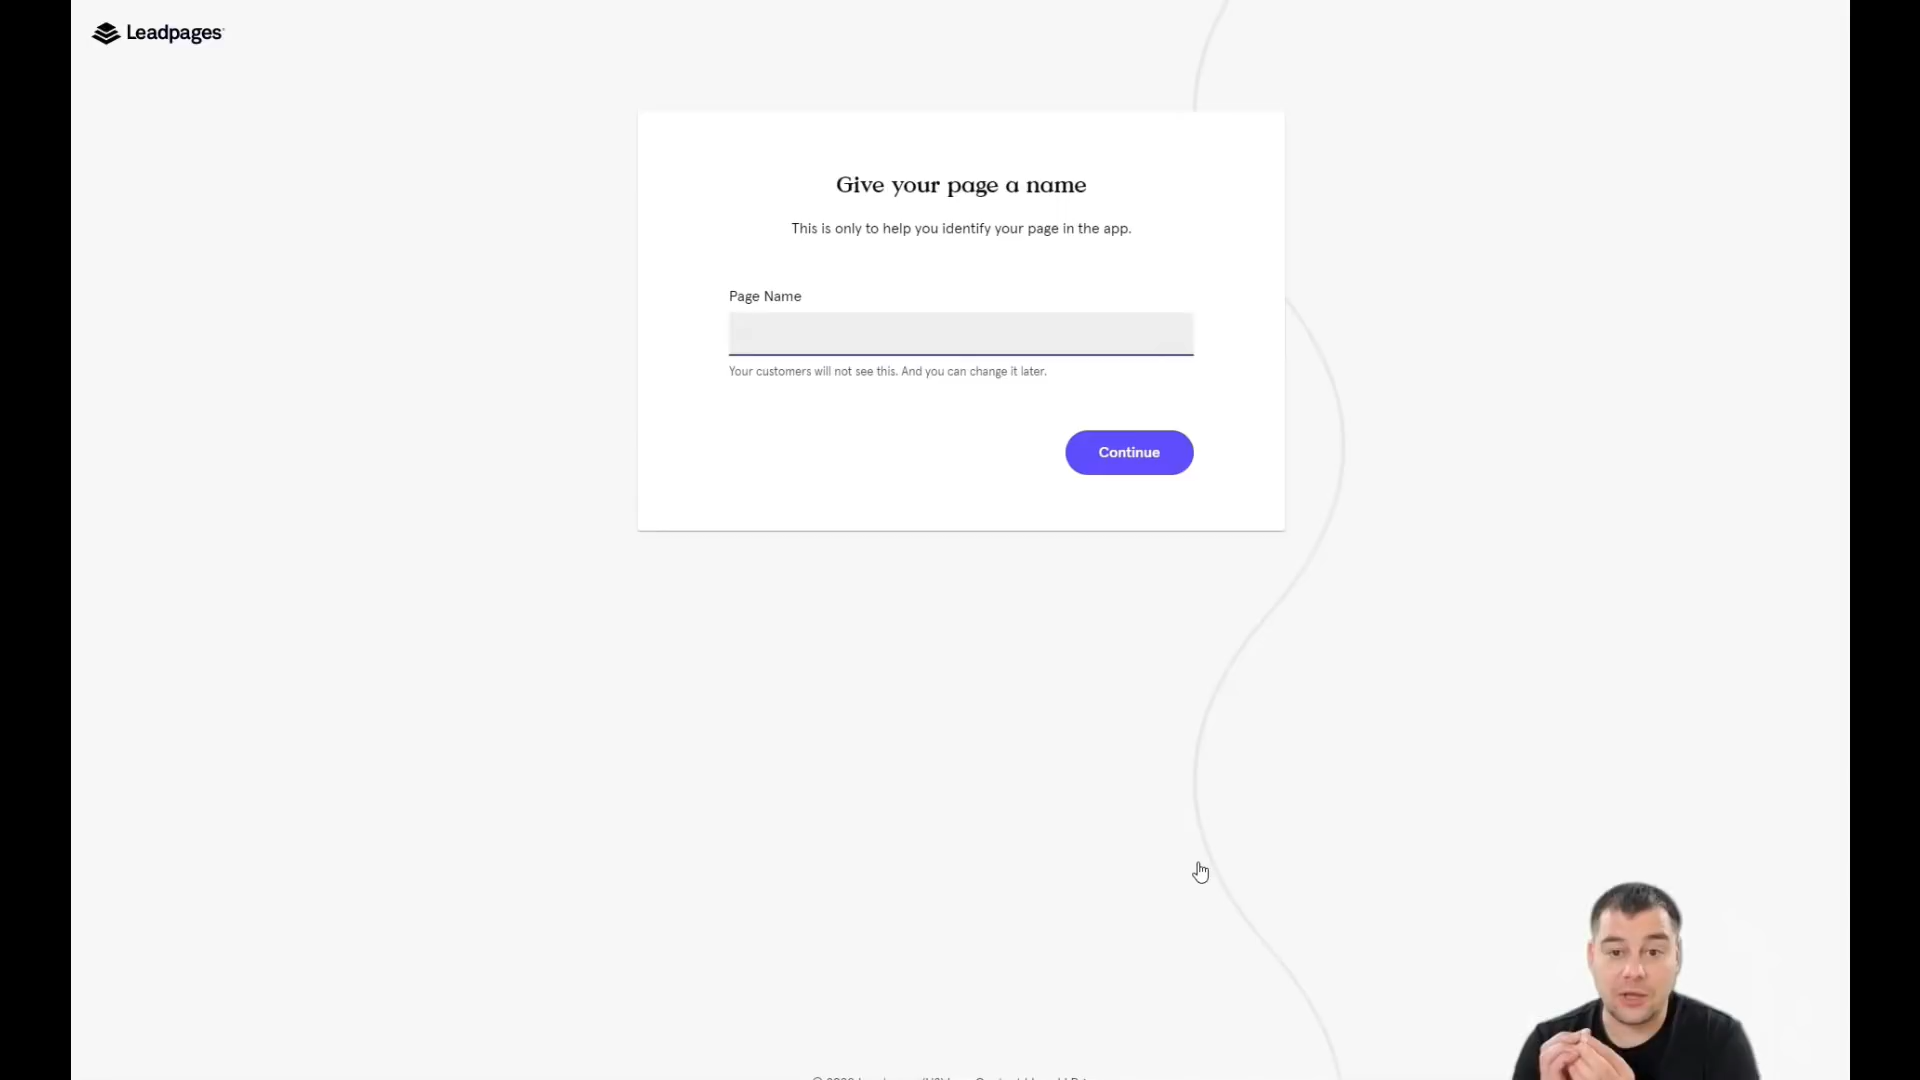 Leadpages
Give your page a name
This is only to help you identify your page in the app.
Page Name
Your customers will not see this. And you can change it later.
Continue